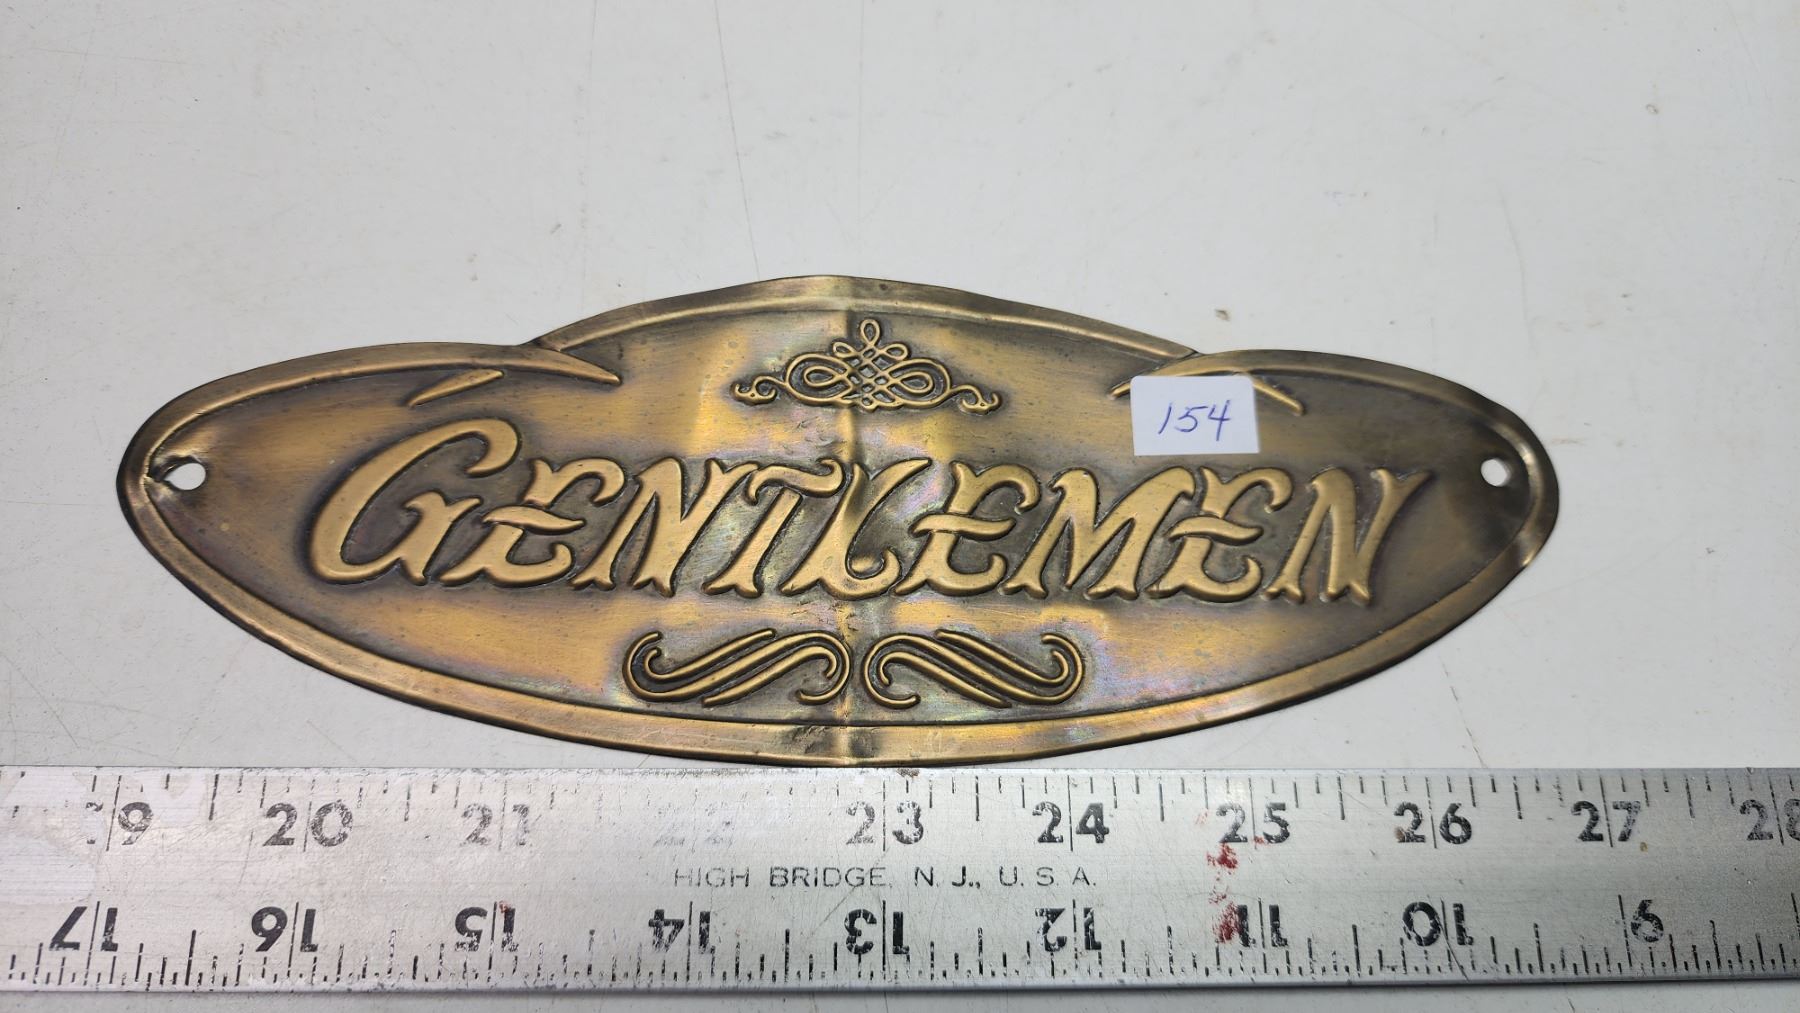 154
GENTLEMEN
19 20 21 22 23 24 25 26 27 28
HIGH BRIDGE, N.J., U.S.A.
17 16 15 14 13 12 11 10 9